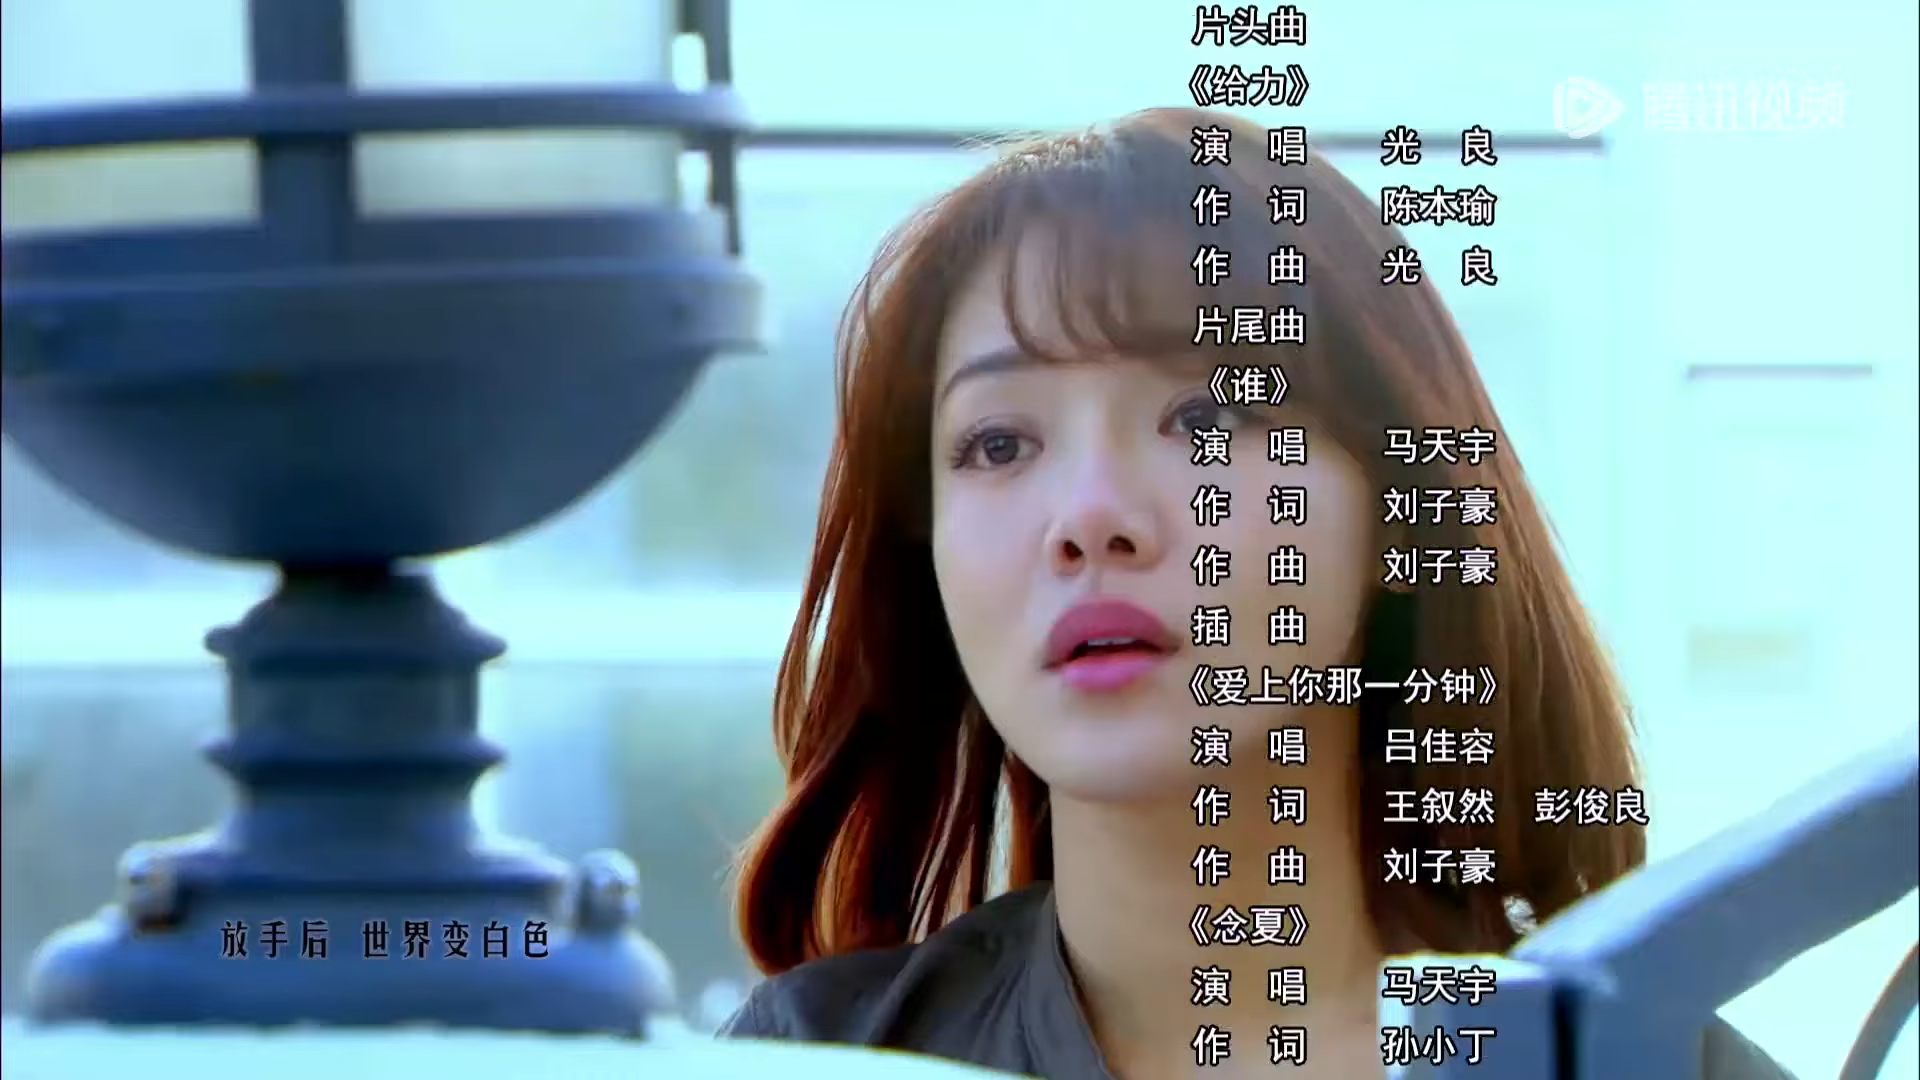 片头曲
《给力》
演 唱 光 良
作 词 陈本瑜
作 曲 光 良
片尾曲
《谁》
演 唱 马天宇
作 词 刘子豪
作 曲 刘子豪
插 曲
《爱上你那一分钟》
演 唱 吕佳容
作 词 王叙然 彭俊良
作 曲 刘子豪
《念夏》
演 唱 马天宇
作 词 孙小丁
腾讯视频
放手后 世界变白色